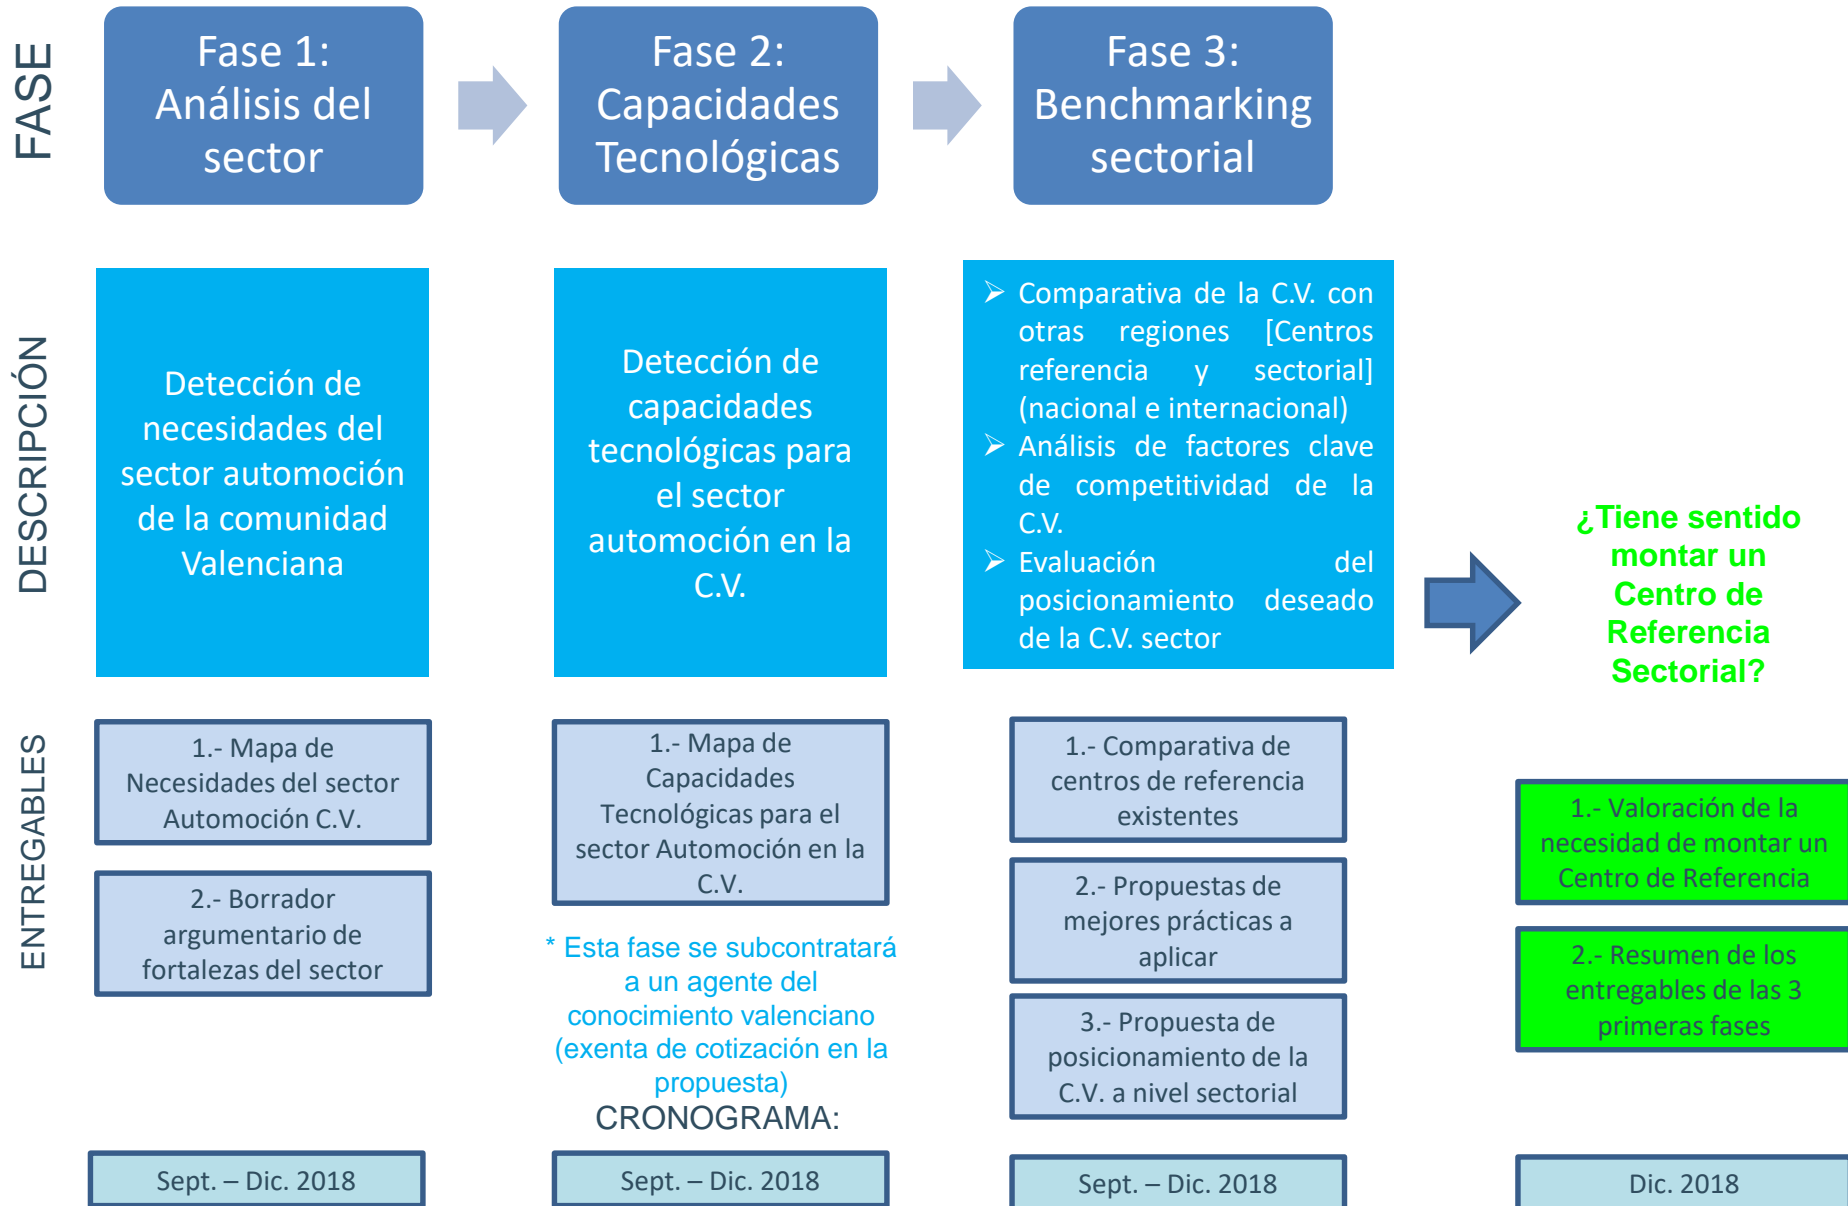 FASE
Fase 1:
Análisis del
sector
Fase 2:
Capacidades
Tecnológicas
Fase 3:
Benchmarking
sectorial
DESCRIPCIÓN
Detección de
necesidades del
sector automoción
de la comunidad
Valenciana
Detección de
capacidades
tecnológicas para
el sector
automoción en la
C.V.
➢ Comparativa de la C.V. con
otras regiones [Centros
referencia y sectorial]
(nacional e internacional)
➢ Análisis de factores clave
de competitividad de la
C.V.
➢ Evaluación del
posicionamiento deseado
de la C.V. sector
¿Tiene sentido
montar un
Centro de
Referencia
Sectorial?
ENTREGABLES
1.- Mapa de
Necesidades del sector
Automoción C.V.
2.- Borrador
argumentario de
fortalezas del sector
1.- Mapa de
Capacidades
Tecnológicas para el
sector Automoción en la
C.V.
* Esta fase se subcontratará
a un agente del
conocimiento valenciano
(exenta de cotización en la
propuesta)
1.- Comparativa de
centros de referencia
existentes
2.- Propuestas de
mejores prácticas a
aplicar
3.- Propuesta de
posicionamiento de la
C.V. a nivel sectorial
1.- Valoración de la
necesidad de montar un
Centro de Referencia
2.- Resumen de los
entregables de las 3
primeras fases
CRONOGRAMA:
Sept. – Dic. 2018
Sept. – Dic. 2018
Sept. – Dic. 2018
Dic. 2018